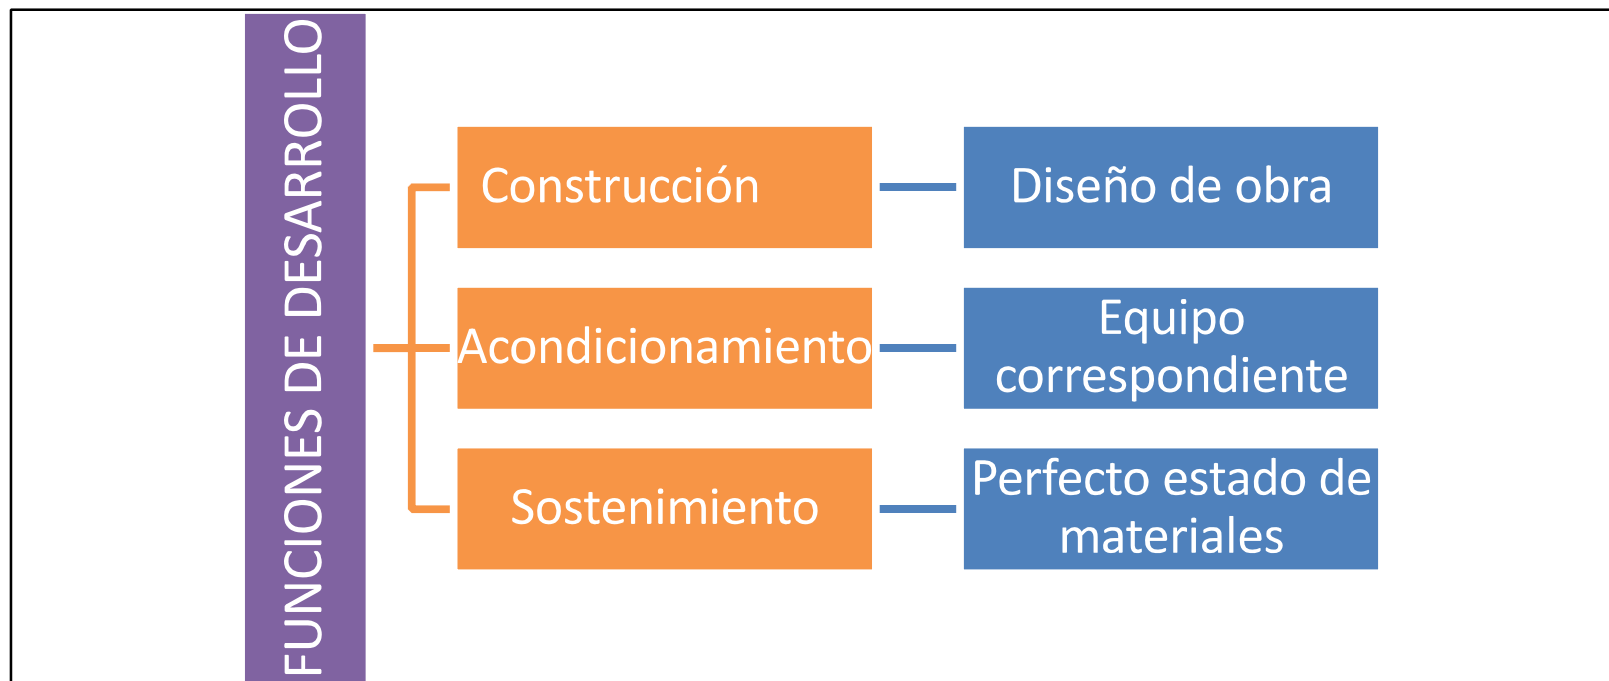 FUNCIONES DE DESARROLLO
Construcción
Diseño de obra
Acondicionamiento
Equipo
correspondiente
Sostenimiento
Perfecto estado de
materiales